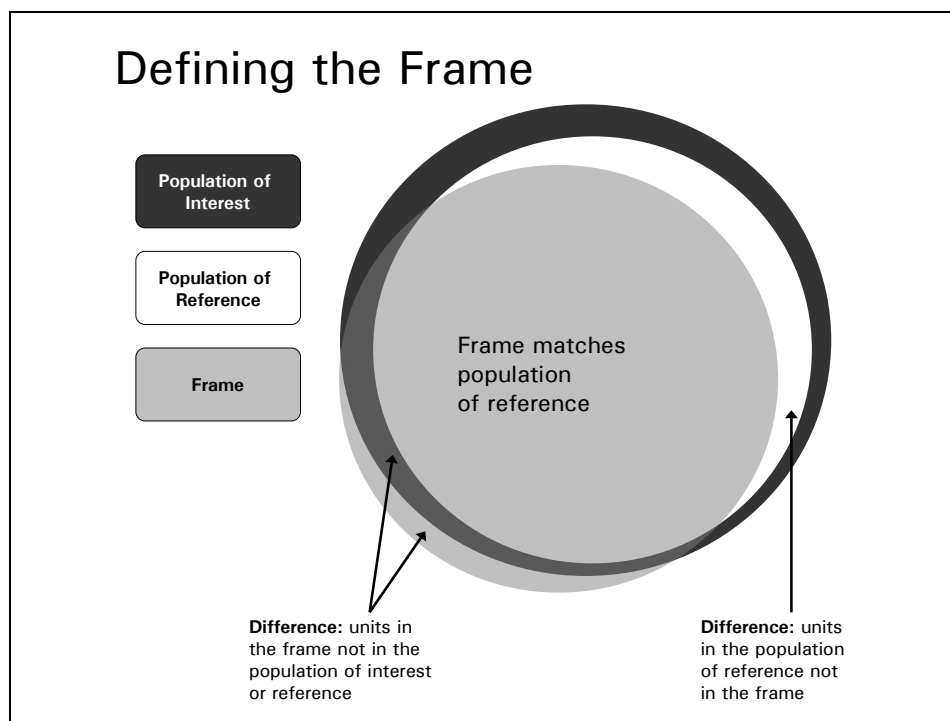 Defining the Frame
Population of
Interest
Population of
Reference
Frame
Frame matches
population
of reference
Difference: units in
the frame not in the
population of interest
or reference
Difference: units
in the population
of reference not
in the frame